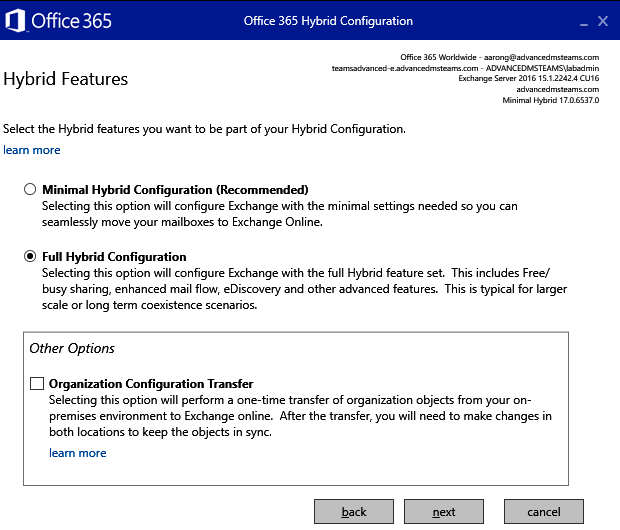 Office 365
Office 365 Hybrid Configuration
Office 365 Worldwide - aarong@advancedmsteams.com
teamsadvanced-e.advancedmsteams.com - ADVANCEDMSTEAMS\labadmin
Exchange Server 2016 15.1.2242.4 CU16
advancedmsteams.com
Minimal Hybrid 17.0.6537.0
Hybrid Features
Select the Hybrid features you want to be part of your Hybrid Configuration.
learn more
Minimal Hybrid Configuration (Recommended)
Selecting this option will configure Exchange with the minimal settings needed so you can
seamlessly move your mailboxes to Exchange Online.
Full Hybrid Configuration
Selecting this option will configure Exchange with the full Hybrid feature set.  This includes Free/
busy sharing, enhanced mail flow, eDiscovery and other advanced features.  This is typical for larger
scale or long term coexistence scenarios.
Other Options
Organization Configuration Transfer
Selecting this option will perform a one-time transfer of organization objects from your on-
premises environment to Exchange online.  After the transfer, you will need to make changes in
both locations to keep the objects in sync.
learn more
back
next
cancel